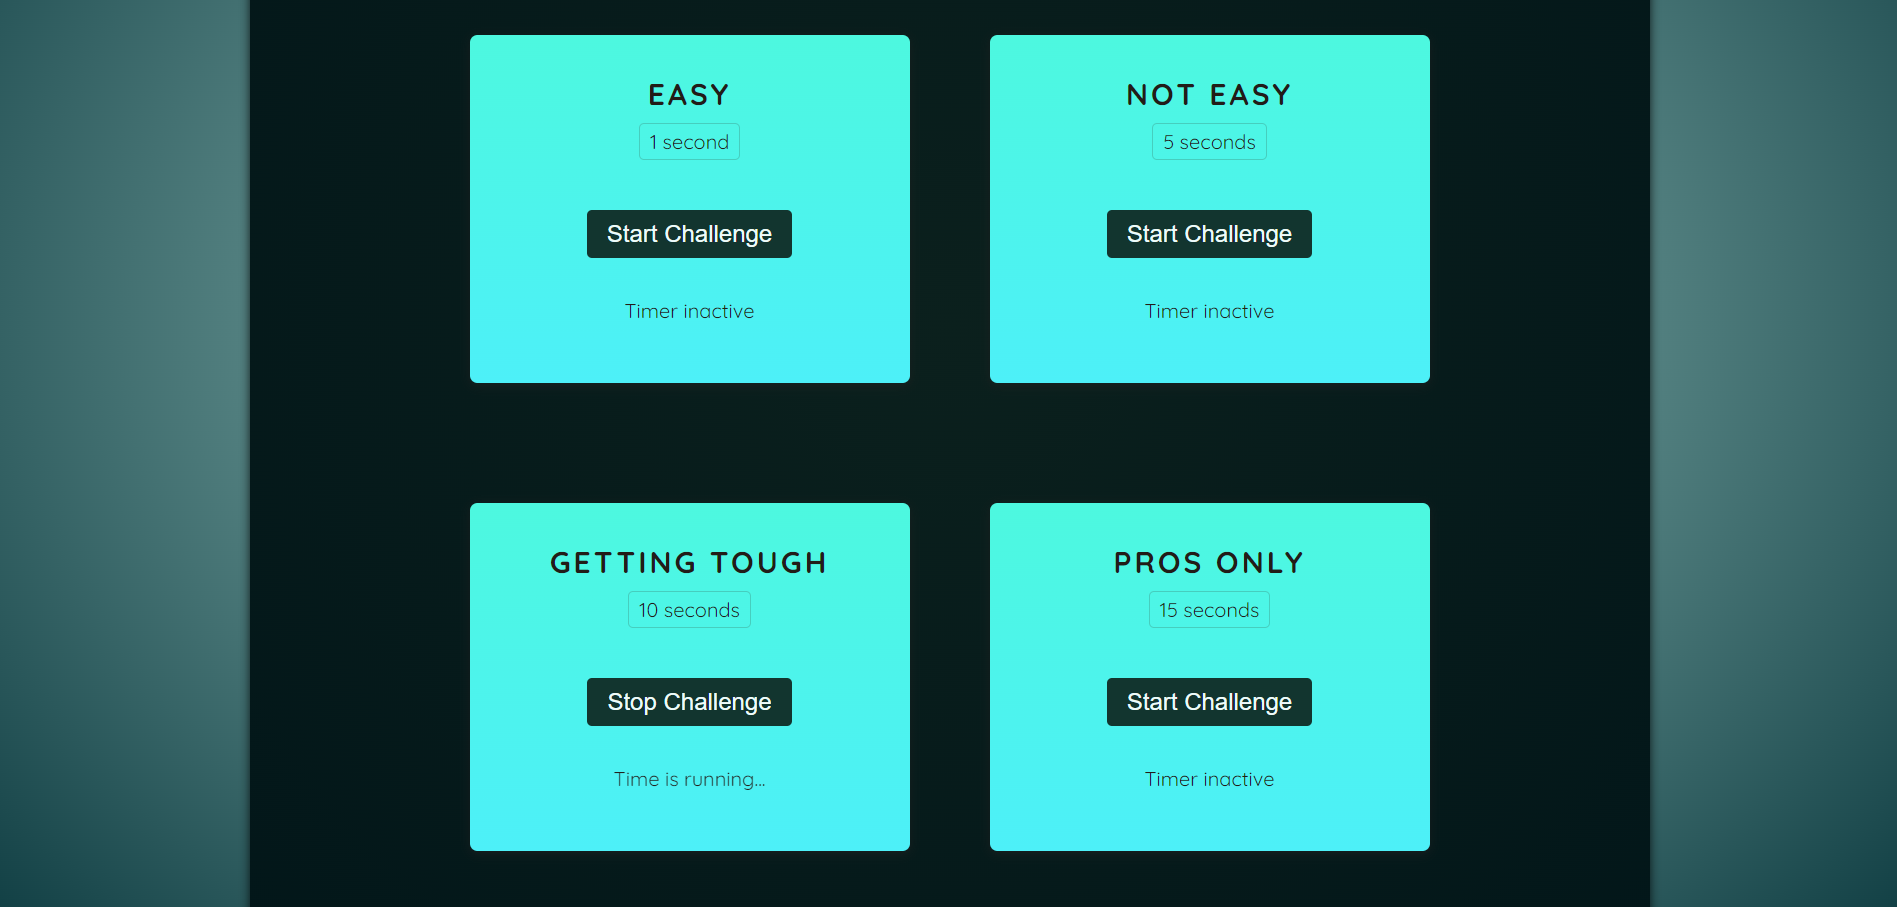 EASY
1 second
Start Challenge
Timer inactive
NOT EASY
5 seconds
Start Challenge
Timer inactive
GETTING TOUGH
10 seconds
Stop Challenge
Time is running...
PROS ONLY
15 seconds
Start Challenge
Timer inactive